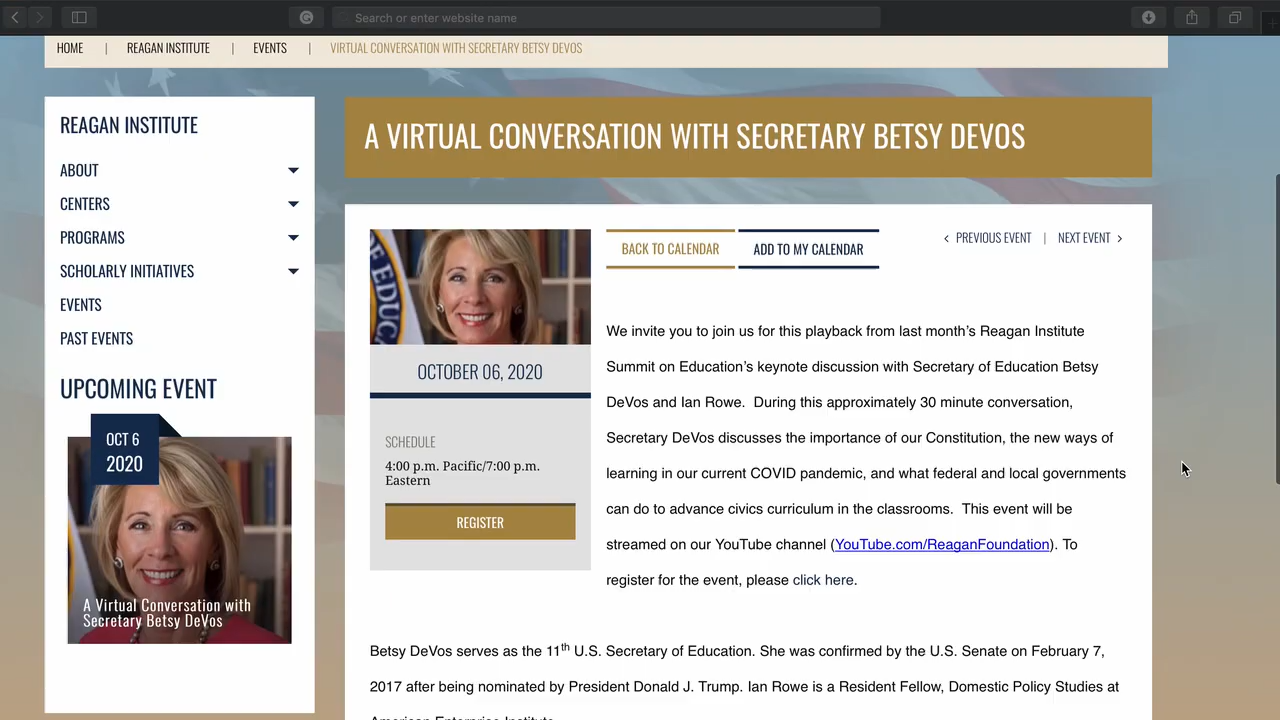 Search or enter website name
HOME | REAGAN INSTITUTE | EVENTS | VIRTUAL CONVERSATION WITH SECRETARY BETSY DEVOS
REAGAN INSTITUTE
ABOUT
CENTERS
PROGRAMS
SCHOLARLY INITIATIVES
EVENTS
PAST EVENTS
UPCOMING EVENT
OCT 6
2020
A Virtual Conversation with
Secretary Betsy DeVos
A VIRTUAL CONVERSATION WITH SECRETARY BETSY DEVOS
E EDUCA
OCTOBER 06, 2020
SCHEDULE
4:00 p.m. Pacific/7:00 p.m.
Eastern
REGISTER
BACK TO CALENDAR
ADD TO MY CALENDAR
‹ PREVIOUS EVENT | NEXT EVENT ›
We invite you to join us for this playback from last month's Reagan Institute
Summit on Education's keynote discussion with Secretary of Education Betsy
DeVos and Ian Rowe.  During this approximately 30 minute conversation,
Secretary DeVos discusses the importance of our Constitution, the new ways of
learning in our current COVID pandemic, and what federal and local governments
can do to advance civics curriculum in the classrooms.  This event will be
streamed on our YouTube channel (YouTube.com/ReaganFoundation). To
register for the event, please click here.
Betsy DeVos serves as the 11th U.S. Secretary of Education. She was confirmed by the U.S. Senate on February 7,
2017 after being nominated by President Donald J. Trump. Ian Rowe is a Resident Fellow, Domestic Policy Studies at
American Enterprise Institute.